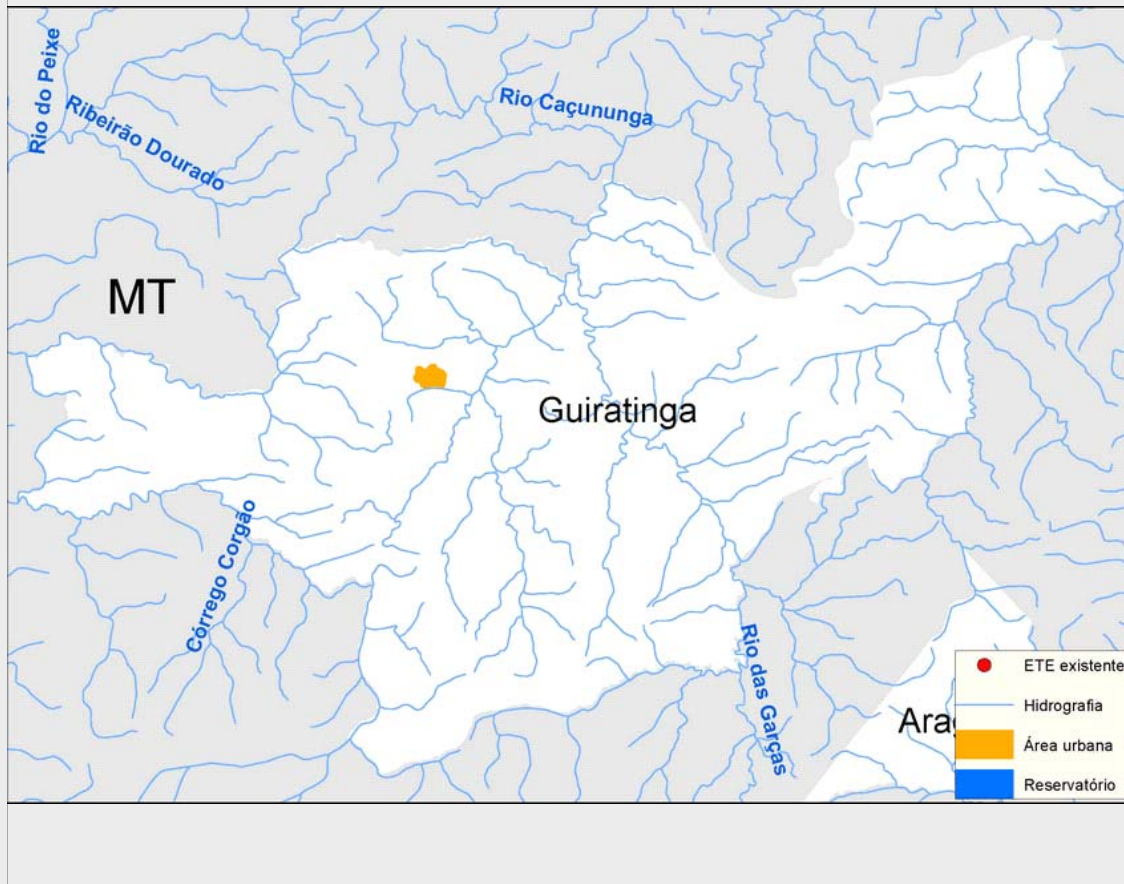 Rio do Peixe
Ribeirão Dourado
Rio Caçununga
MT
Guiratinga
Córrego Corgão
Rio das Garças
Arag
ETE existente
Hidrografia
Área urbana
Reservatório